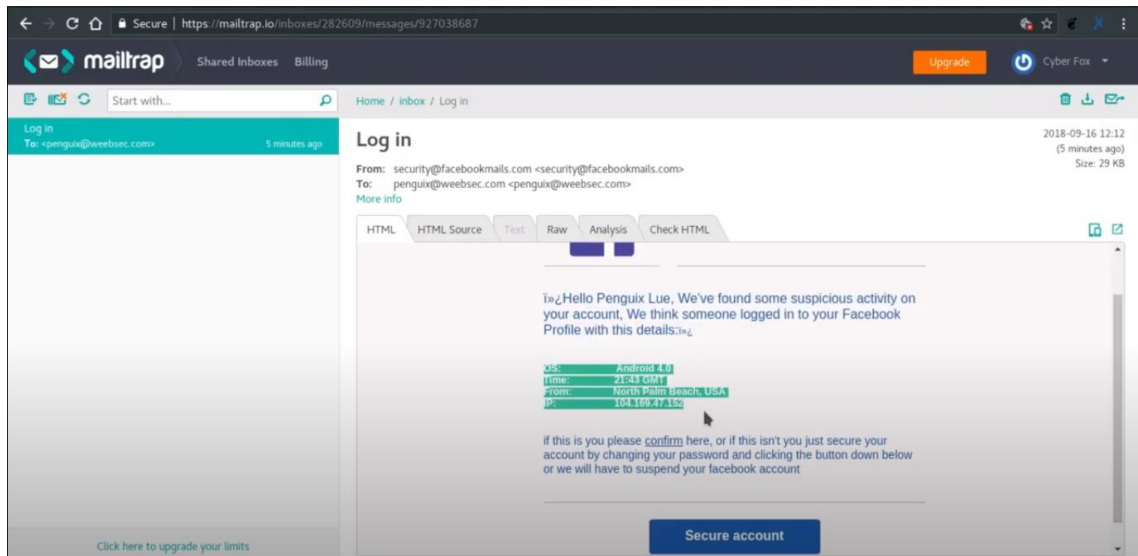 Secure | https://mailtrap.io/inboxes/282609/messages/927038687
mailtrap
Shared Inboxes Billing
Upgrade
Cyber Fox
Start with...
Home / inbox / Log in
Log in
To: <penguix@weebsec.com> 5 minutes ago
Log in
2018-09-16 12:12
(5 minutes ago)
Size: 29 KB
From: security@facebookmails.com <security@facebookmails.com>
To: penguix@weebsec.com <penguix@weebsec.com>
More info
HTML HTML Source Text Raw Analysis Check HTML
ï»¿Hello Penguix Lue, We've found some suspicious activity on
your account, We think someone logged in to your Facebook
Profile with this details:ï»¿
OS: Android 4.0
Time: 21:43 GMT
From: North Palm Beach, USA
IP: 104.169.47.152
if this is you please confirm here, or if this isn't you just secure your
account by changing your password and clicking the button down below
or we will have to suspend your facebook account
Secure account
Click here to upgrade your limits